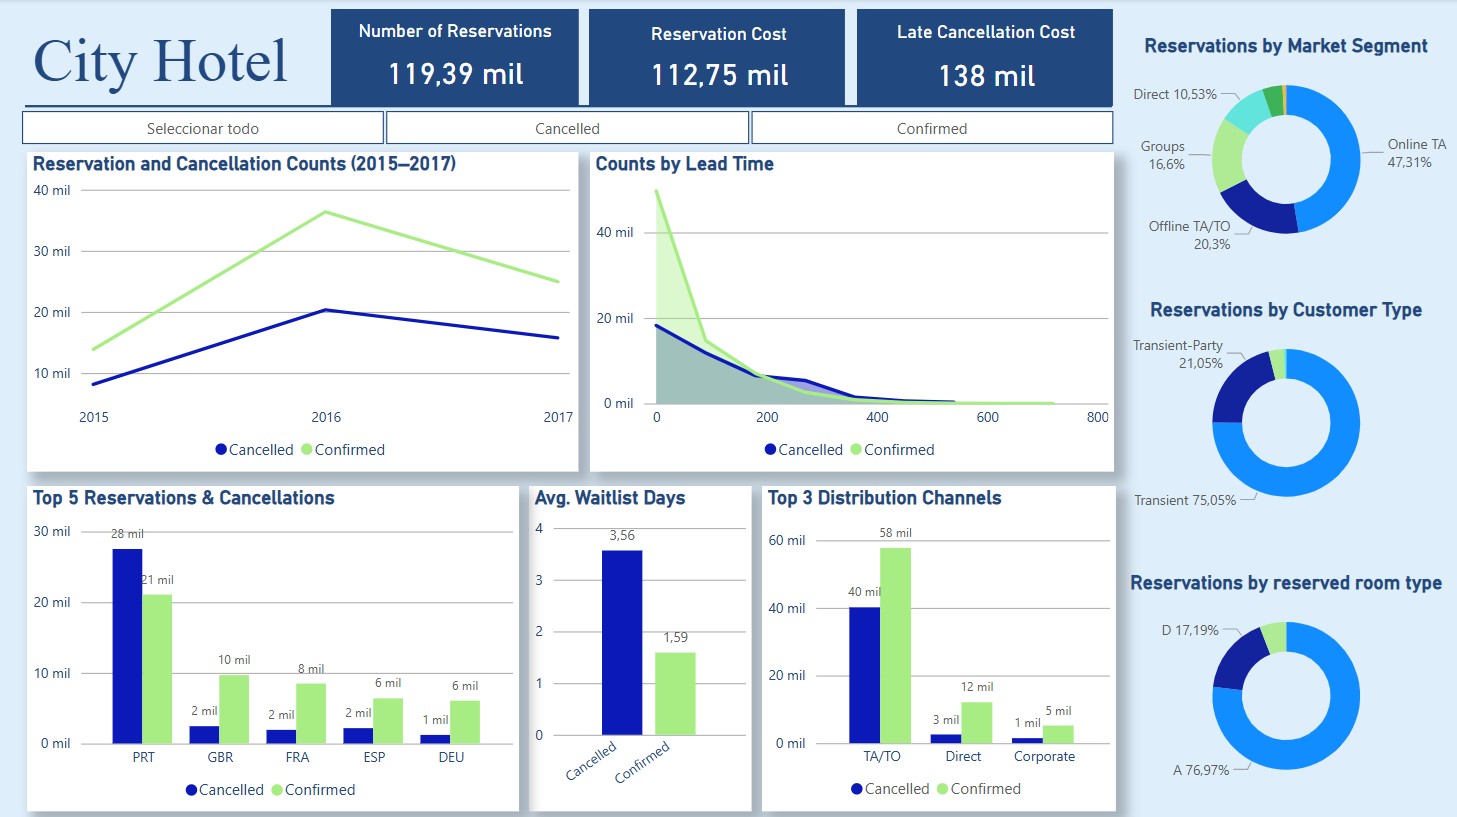 City Hotel
Number of Reservations
119,39 mil
Reservation Cost
112,75 mil
Late Cancellation Cost
138 mil
Seleccionar todo
Cancelled
Confirmed
Reservation and Cancellation Counts (2015–2017)
40 mil
30 mil
20 mil
10 mil
2015
2016
2017
Cancelled
Confirmed
Counts by Lead Time
40 mil
20 mil
0 mil
0
200
400
600
800
Cancelled
Confirmed
Top 5 Reservations & Cancellations
30 mil
20 mil
10 mil
0 mil
28 mil
21 mil
2 mil
10 mil
2 mil
8 mil
2 mil
6 mil
1 mil
6 mil
PRT
GBR
FRA
ESP
DEU
Cancelled
Confirmed
Avg. Waitlist Days
4
3
2
1
0
3,56
1,59
Cancelled
Confirmed
Top 3 Distribution Channels
60 mil
40 mil
20 mil
0 mil
40 mil
58 mil
3 mil
12 mil
1 mil
5 mil
TA/TO
Direct
Corporate
Cancelled
Confirmed
Reservations by Market Segment
Direct 10,53%
Groups
16,6%
Offline TA/TO
20,3%
Online TA
47,31%
Reservations by Customer Type
Transient-Party
21,05%
Transient 75,05%
Reservations by reserved room type
D 17,19%
A 76,97%